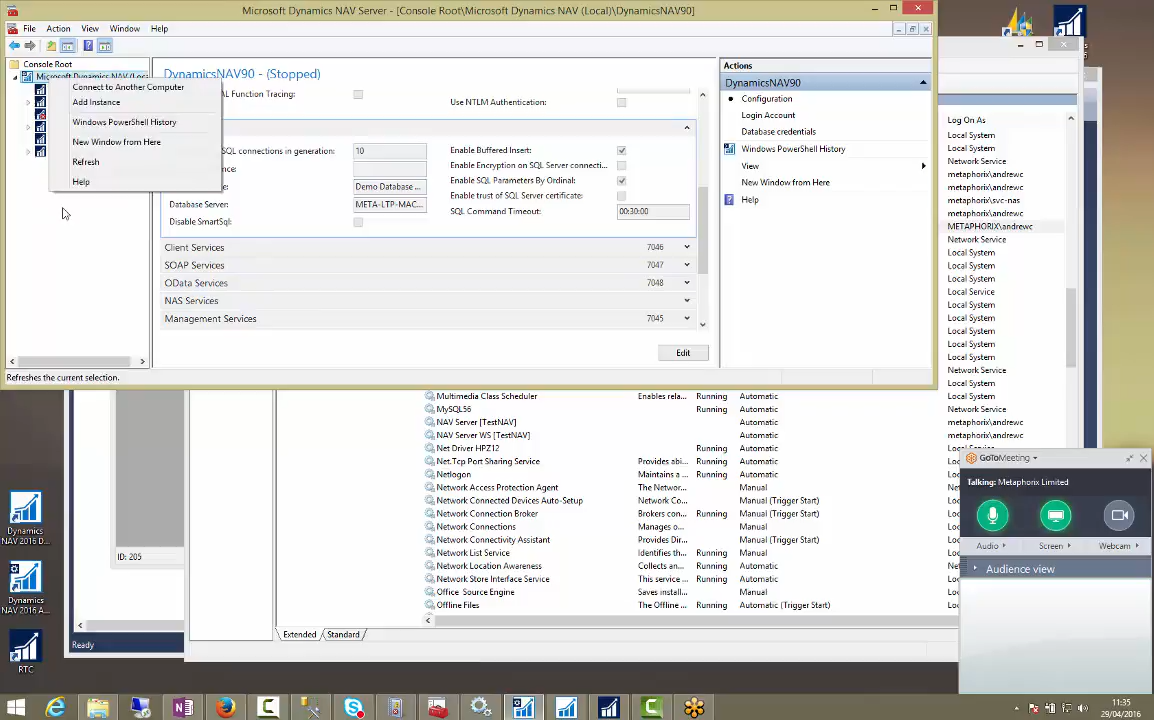 Microsoft Dynamics NAV Server - [Console Root\Microsoft Dynamics NAV (Local)\DynamicsNAV90]
File Action View Window Help
Console Root
Microsoft Dynamics NAV (Loc
Connect to Another Computer
Add Instance
Windows PowerShell History
New Window from Here
Refresh
Help
DynamicsNAV90 - (Stopped)
AL Function Tracing:
Use NTLM Authentication:
SQL connections in generation: 10
Enable Buffered Insert:
Enable Encryption on SQL Server connecti...
Demo Database ...
Enable SQL Parameters By Ordinal:
Database Server: META-LTP-MAC...
Enable trust of SQL Server certificate:
Disable SmartSql:
SQL Command Timeout: 00:30:00
Client Services 7046
SOAP Services 7047
OData Services 7048
NAS Services
Management Services 7045
Edit
Refreshes the current selection.
Actions
DynamicsNAV90
Configuration
Login Account
Database credentials
Windows PowerShell History
View
New Window from Here
Help
Log On As
Local System
Local System
Network Service
metaphorix\andrewc
metaphorix\svc-nas
metaphorix\andrewc
METAPHORIX\andrewc
Network Service
Local System
Local System
Local System
Local Service
Local System
Local System
Local System
Local System
Network Service
Local System
Local System
Network Service
metaphorix\andrewc
metaphorix\andrewc
Local System
Multimedia Class Scheduler Enables rela... Running Automatic
MySQL56 Running Automatic
NAV Server [TestNAV] Automatic
NAV Server WS [TestNAV] Automatic
Net Driver HPZ12 Running Automatic
Net.Tcp Port Sharing Service Provides abi... Running Automatic
Netlogon Maintains a ... Running Automatic
Network Access Protection Agent The Networ... Manual
Network Connected Devices Auto-Setup Network Co... Manual (Trigger Start)
Network Connection Broker Brokers con... Running Manual (Trigger Start)
Network Connections Manages o... Running Manual
Network Connectivity Assistant Provides Dir... Manual (Trigger Start)
Network List Service Identifies th... Running Manual
Network Location Awareness Collects an... Running Automatic
Network Store Interface Service This service ... Running Automatic
Office Source Engine Saves install... Manual
Offline Files The Offline ... Running Automatic (Trigger Start)
Extended Standard
ID: 205
Ready
Dynamics
NAV 2016 D...
Dynamics
NAV 2016 A...
RTC
GoToMeeting
Talking: Metaphorix Limited
Audio Screen Webcam
Audience view
11:35
29/04/2016